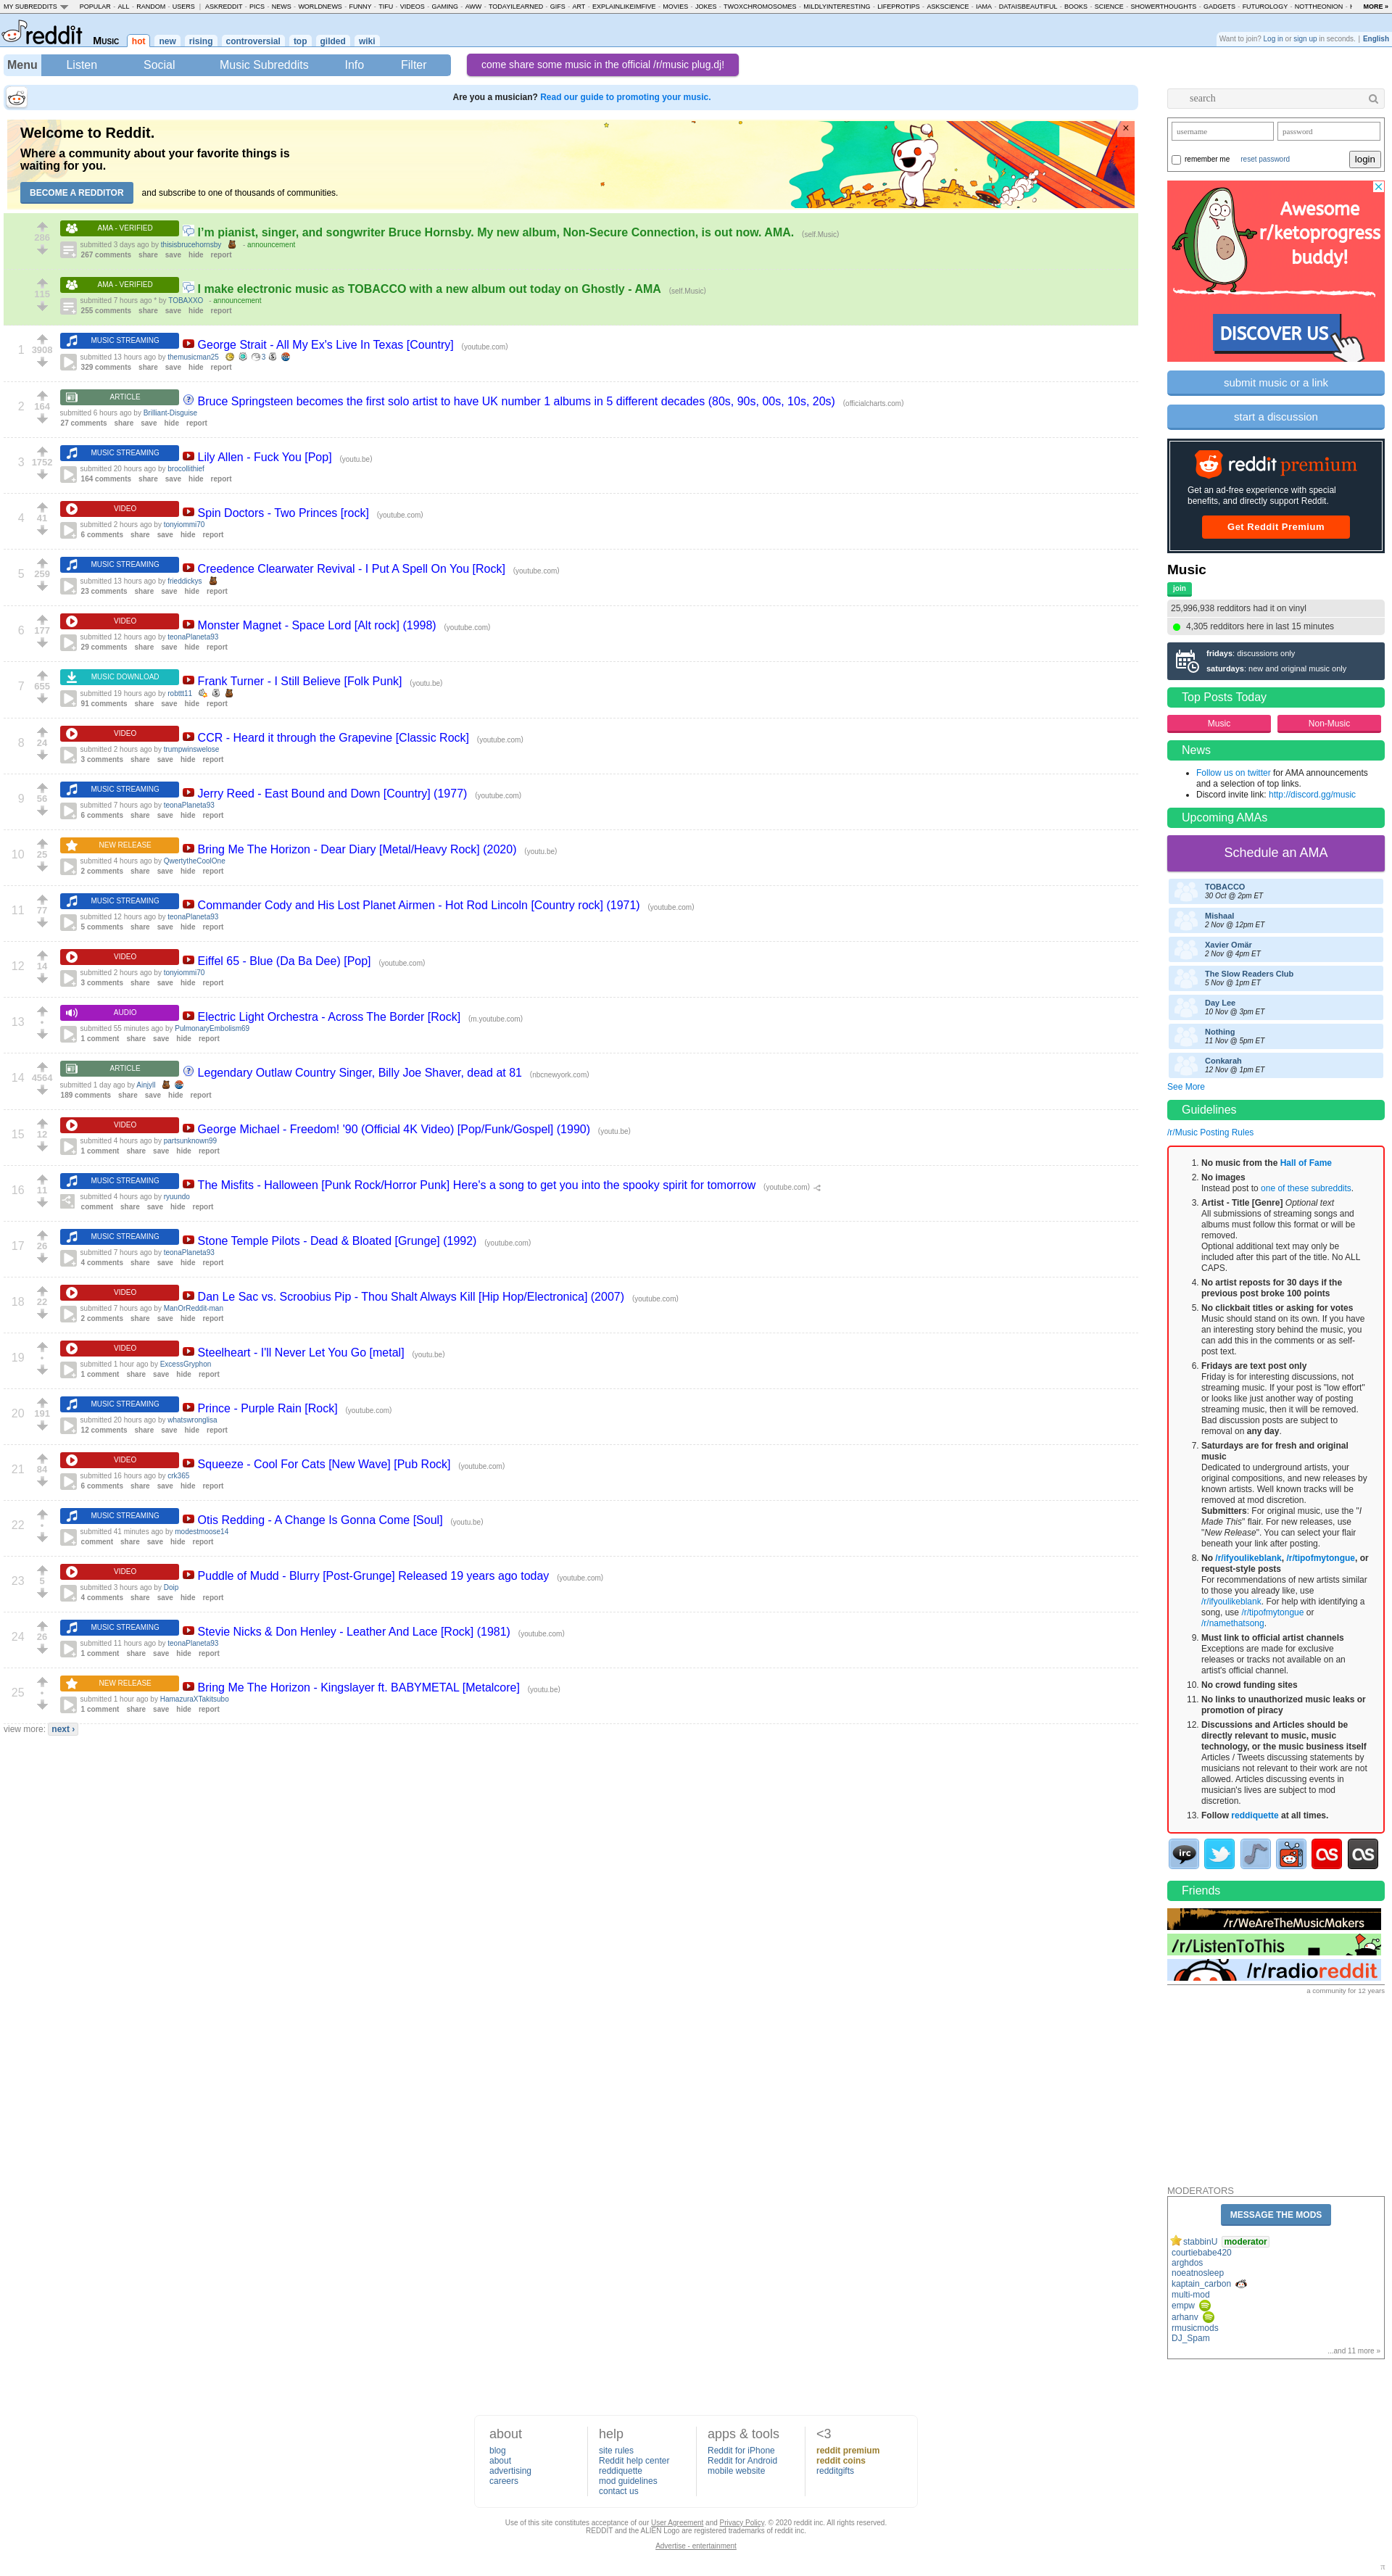 MY SUBREDDITS POPULAR - ALL - RANDOM - USERS | ASKREDDIT - PICS - NEWS - WORLDNEWS - FUNNY - TIFU - VIDEOS - GAMING - AWW - TODAYILEARNED - GIFS - ART - EXPLAINLIKEIMFIVE - MOVIES - JOKES - TWOXCHROMOSOMES - MILDLYINTERESTING - LIFEPROTIPS - ASKSCIENCE - IAMA - DATAISBEAUTIFUL - BOOKS - SCIENCE - SHOWERTHOUGHTS - GADGETS - FUTUROLOGY - NOTTHEONION MORE »
reddit Music hot new rising controversial top gilded wiki
Want to join? Log in or sign up in seconds. | English
Menu Listen Social Music Subreddits Info Filter
come share some music in the official /r/music plug.dj!
Are you a musician? Read our guide to promoting your music.
Welcome to Reddit.
Where a community about your favorite things is
waiting for you.
BECOME A REDDITOR and subscribe to one of thousands of communities.
×
286
AMA - VERIFIED
I'm pianist, singer, and songwriter Bruce Hornsby. My new album, Non-Secure Connection, is out now. AMA. (self.Music)
submitted 3 days ago by thisisbrucehornsby - announcement
267 comments share save hide report
115
AMA - VERIFIED
I make electronic music as TOBACCO with a new album out today on Ghostly - AMA (self.Music)
submitted 7 hours ago * by TOBAXXO - announcement
255 comments share save hide report
1 3908
MUSIC STREAMING
George Strait - All My Ex's Live In Texas [Country] (youtube.com)
submitted 13 hours ago by themusicman25 3
329 comments share save hide report
2 164
ARTICLE
Bruce Springsteen becomes the first solo artist to have UK number 1 albums in 5 different decades (80s, 90s, 00s, 10s, 20s) (officialcharts.com)
submitted 6 hours ago by Brilliant-Disguise
27 comments share save hide report
3 1752
MUSIC STREAMING
Lily Allen - Fuck You [Pop] (youtu.be)
submitted 20 hours ago by brocollithief
164 comments share save hide report
4 41
VIDEO
Spin Doctors - Two Princes [rock] (youtube.com)
submitted 2 hours ago by tonyiommi70
6 comments share save hide report
5 259
MUSIC STREAMING
Creedence Clearwater Revival - I Put A Spell On You [Rock] (youtube.com)
submitted 13 hours ago by frieddickys
23 comments share save hide report
6 177
VIDEO
Monster Magnet - Space Lord [Alt rock] (1998) (youtube.com)
submitted 12 hours ago by teonaPlaneta93
29 comments share save hide report
7 655
MUSIC DOWNLOAD
Frank Turner - I Still Believe [Folk Punk] (youtu.be)
submitted 19 hours ago by robttt11
91 comments share save hide report
8 24
VIDEO
CCR - Heard it through the Grapevine [Classic Rock] (youtube.com)
submitted 2 hours ago by trumpwinswelose
3 comments share save hide report
9 56
MUSIC STREAMING
Jerry Reed - East Bound and Down [Country] (1977) (youtube.com)
submitted 7 hours ago by teonaPlaneta93
6 comments share save hide report
10 25
NEW RELEASE
Bring Me The Horizon - Dear Diary [Metal/Heavy Rock] (2020) (youtu.be)
submitted 4 hours ago by QwertytheCoolOne
2 comments share save hide report
11 77
MUSIC STREAMING
Commander Cody and His Lost Planet Airmen - Hot Rod Lincoln [Country rock] (1971) (youtube.com)
submitted 12 hours ago by teonaPlaneta93
5 comments share save hide report
12 14
VIDEO
Eiffel 65 - Blue (Da Ba Dee) [Pop] (youtube.com)
submitted 2 hours ago by tonyiommi70
3 comments share save hide report
13 •
AUDIO
Electric Light Orchestra - Across The Border [Rock] (m.youtube.com)
submitted 55 minutes ago by PulmonaryEmbolism69
1 comment share save hide report
14 4564
ARTICLE
Legendary Outlaw Country Singer, Billy Joe Shaver, dead at 81 (nbcnewyork.com)
submitted 1 day ago by Ainjyll
189 comments share save hide report
15 12
VIDEO
George Michael - Freedom! '90 (Official 4K Video) [Pop/Funk/Gospel] (1990) (youtu.be)
submitted 4 hours ago by partsunknown99
1 comment share save hide report
16 11
MUSIC STREAMING
The Misfits - Halloween [Punk Rock/Horror Punk] Here's a song to get you into the spooky spirit for tomorrow (youtube.com)
submitted 4 hours ago by ryuundo
comment share save hide report
17 26
MUSIC STREAMING
Stone Temple Pilots - Dead & Bloated [Grunge] (1992) (youtube.com)
submitted 7 hours ago by teonaPlaneta93
4 comments share save hide report
18 22
VIDEO
Dan Le Sac vs. Scroobius Pip - Thou Shalt Always Kill [Hip Hop/Electronica] (2007) (youtube.com)
submitted 7 hours ago by ManOrReddit-man
2 comments share save hide report
19 •
VIDEO
Steelheart - I'll Never Let You Go [metal] (youtu.be)
submitted 1 hour ago by ExcessGryphon
1 comment share save hide report
20 191
MUSIC STREAMING
Prince - Purple Rain [Rock] (youtube.com)
submitted 20 hours ago by whatswronglisa
12 comments share save hide report
21 84
VIDEO
Squeeze - Cool For Cats [New Wave] [Pub Rock] (youtube.com)
submitted 16 hours ago by crk365
6 comments share save hide report
22 •
MUSIC STREAMING
Otis Redding - A Change Is Gonna Come [Soul] (youtu.be)
submitted 41 minutes ago by modestmoose14
comment share save hide report
23 5
VIDEO
Puddle of Mudd - Blurry [Post-Grunge] Released 19 years ago today (youtube.com)
submitted 3 hours ago by Doip
4 comments share save hide report
24 26
MUSIC STREAMING
Stevie Nicks & Don Henley - Leather And Lace [Rock] (1981) (youtube.com)
submitted 11 hours ago by teonaPlaneta93
1 comment share save hide report
25 •
NEW RELEASE
Bring Me The Horizon - Kingslayer ft. BABYMETAL [Metalcore] (youtu.be)
submitted 1 hour ago by HamazuraXTakitsubo
1 comment share save hide report
view more: next ›
search
username password
remember me reset password login
Awesome
r/ketoprogress
buddy!
DISCOVER US
submit music or a link
start a discussion
reddit premium
Get an ad-free experience with special
benefits, and directly support Reddit.
Get Reddit Premium
Music
join
25,996,938 redditors had it on vinyl
4,305 redditors here in last 15 minutes
fridays: discussions only
saturdays: new and original music only
Top Posts Today
Music Non-Music
News
Follow us on twitter for AMA announcements
and a selection of top links.
Discord invite link: http://discord.gg/music
Upcoming AMAs
Schedule an AMA
TOBACCO
30 Oct @ 2pm ET
Mishaal
2 Nov @ 12pm ET
Xavier Omär
2 Nov @ 4pm ET
The Slow Readers Club
5 Nov @ 1pm ET
Day Lee
10 Nov @ 3pm ET
Nothing
11 Nov @ 5pm ET
Conkarah
12 Nov @ 1pm ET
See More
Guidelines
/r/Music Posting Rules
1. No music from the Hall of Fame
2. No images
Instead post to one of these subreddits.
3. Artist - Title [Genre] Optional text
All submissions of streaming songs and
albums must follow this format or will be
removed.
Optional additional text may only be
included after this part of the title. No ALL
CAPS.
4. No artist reposts for 30 days if the
previous post broke 100 points
5. No clickbait titles or asking for votes
Music should stand on its own. If you have
an interesting story behind the music, you
can add this in the comments or as self-
post text.
6. Fridays are text post only
Friday is for interesting discussions, not
streaming music. If your post is "low effort"
or looks like just another way of posting
streaming music, then it will be removed.
Bad discussion posts are subject to
removal on any day.
7. Saturdays are for fresh and original
music
Dedicated to underground artists, your
original compositions, and new releases by
known artists. Well known tracks will be
removed at mod discretion.
Submitters: For original music, use the "I
Made This" flair. For new releases, use
"New Release". You can select your flair
beneath your link after posting.
8. No /r/ifyoulikeblank, /r/tipofmytongue, or
request-style posts
For recommendations of new artists similar
to those you already like, use
/r/ifyoulikeblank. For help with identifying a
song, use /r/tipofmytongue or
/r/namethatsong.
9. Must link to official artist channels
Exceptions are made for exclusive
releases or tracks not available on an
artist's official channel.
10. No crowd funding sites
11. No links to unauthorized music leaks or
promotion of piracy
12. Discussions and Articles should be
directly relevant to music, music
technology, or the music business itself
Articles / Tweets discussing statements by
musicians not relevant to their work are not
allowed. Articles discussing events in
musician's lives are subject to mod
discretion.
13. Follow reddiquette at all times.
irc
Friends
/r/WeAreTheMusicMakers
/r/ListenToThis
/r/radioreddit
a community for 12 years
MODERATORS
MESSAGE THE MODS
stabbinU moderator
courtiebabe420
arghdos
noeatnosleep
kaptain_carbon
multi-mod
empw
arhanv
rmusicmods
DJ_Spam
...and 11 more »
about
blog
about
advertising
careers
help
site rules
Reddit help center
reddiquette
mod guidelines
contact us
apps & tools
Reddit for iPhone
Reddit for Android
mobile website
<3
reddit premium
reddit coins
redditgifts
Use of this site constitutes acceptance of our User Agreement and Privacy Policy. © 2020 reddit inc. All rights reserved.
REDDIT and the ALIEN Logo are registered trademarks of reddit inc.
Advertise - entertainment
π